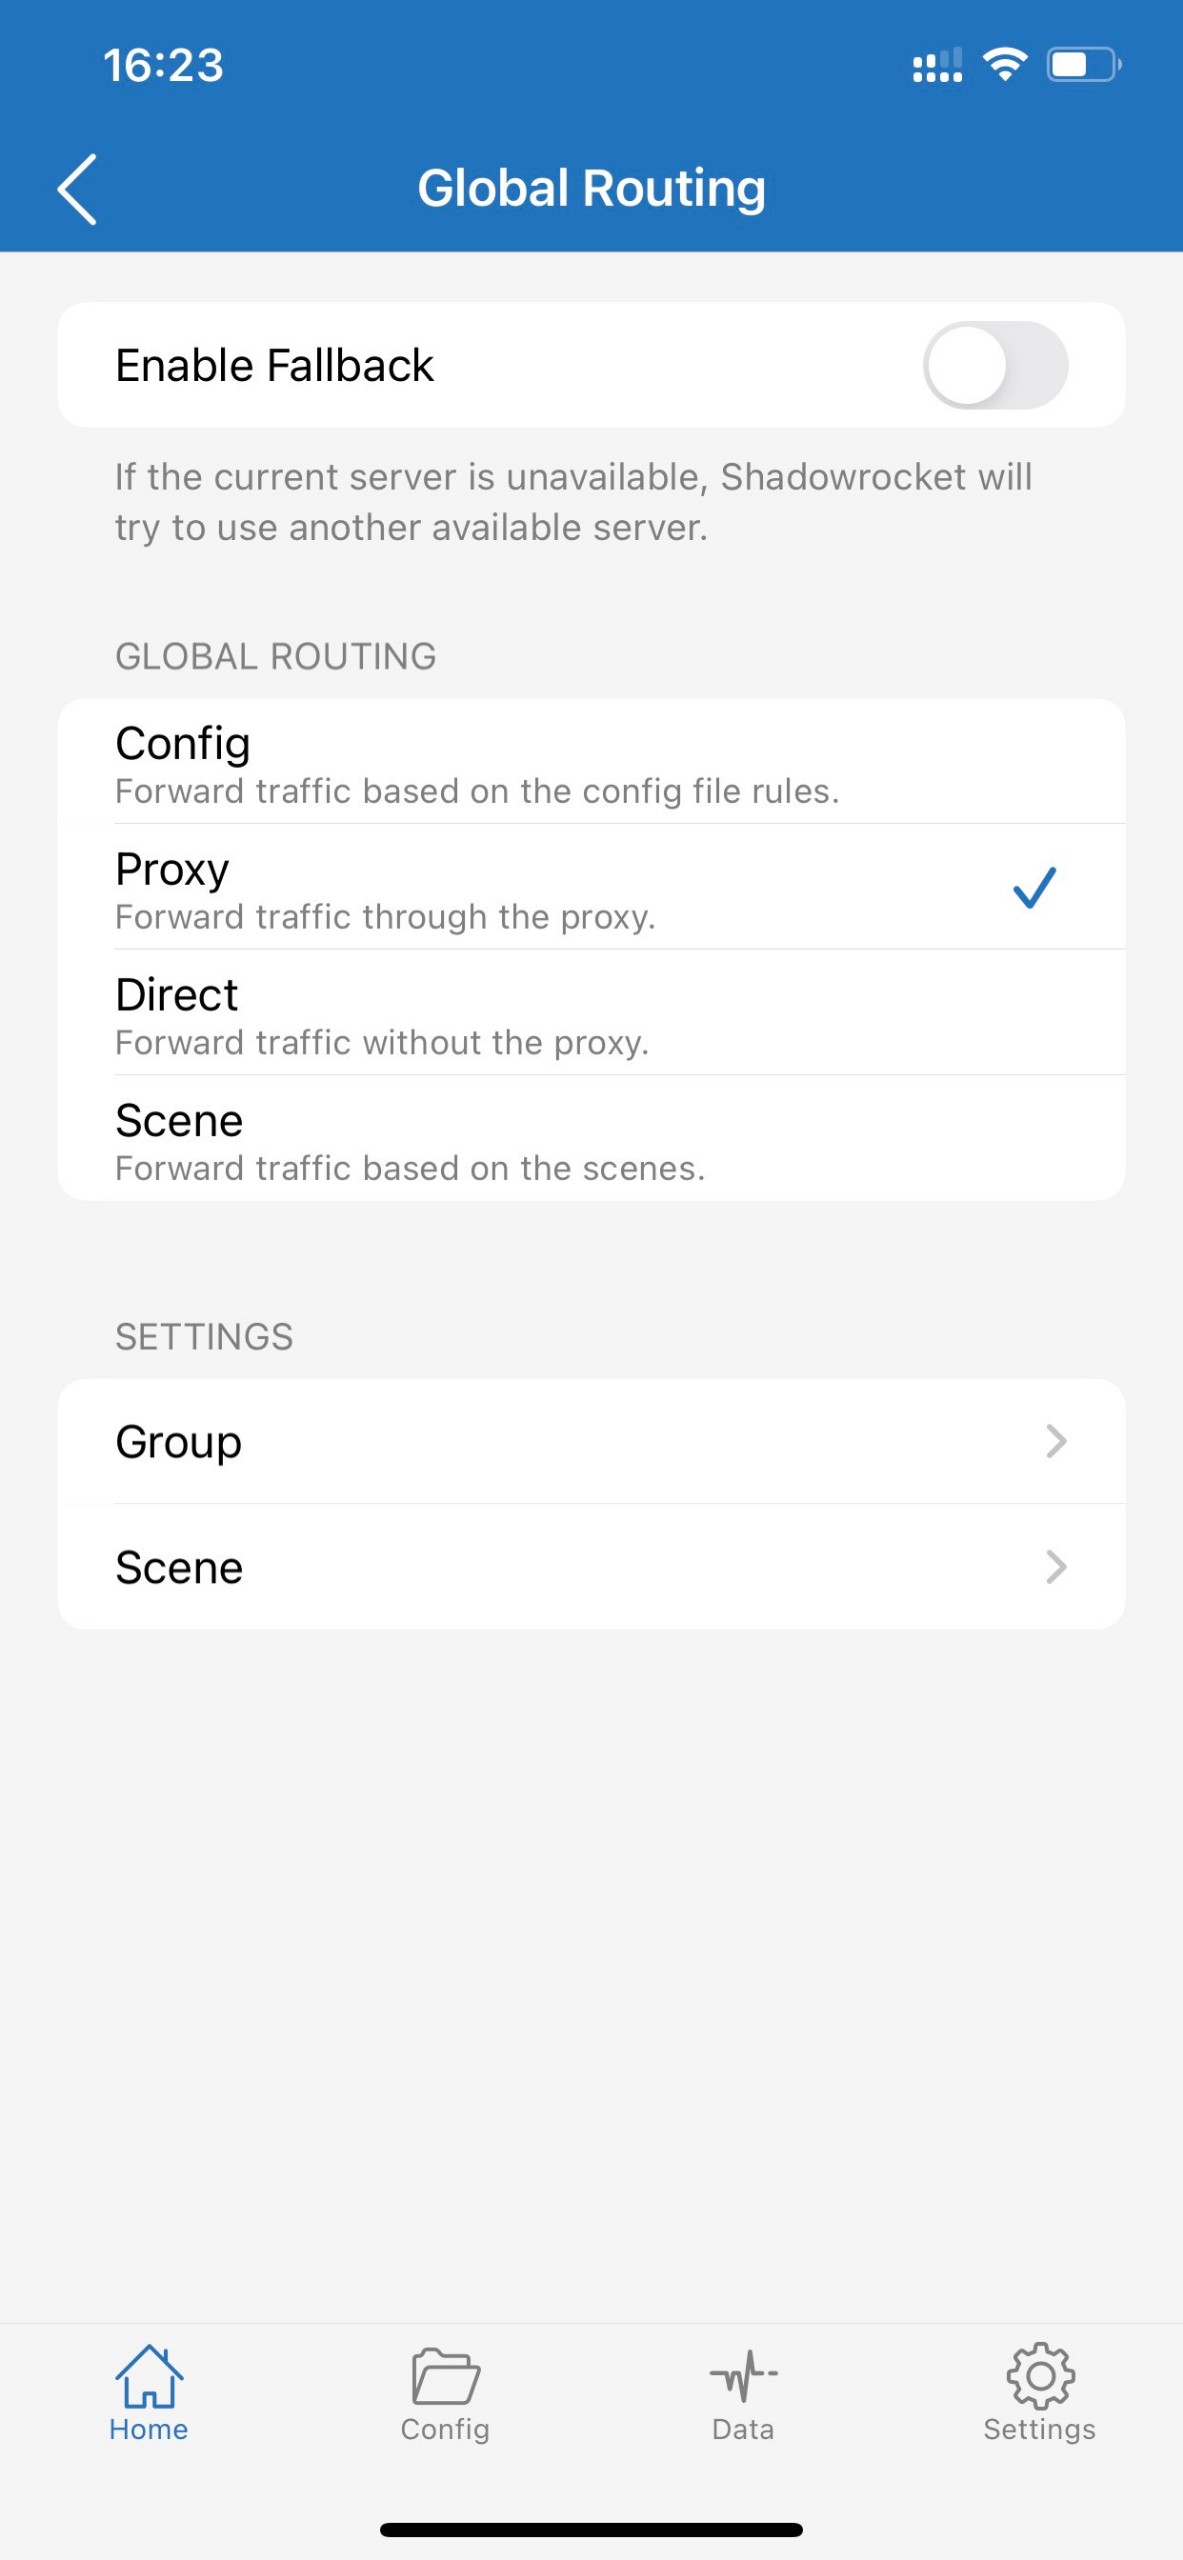 16:23
Global Routing
Enable Fallback
If the current server is unavailable, Shadowrocket will
try to use another available server.
GLOBAL ROUTING
Config
Forward traffic based on the config file rules.
Proxy
Forward traffic through the proxy.
Direct
Forward traffic without the proxy.
Scene
Forward traffic based on the scenes.
SETTINGS
Group
Scene
Home
Config
Data
Settings